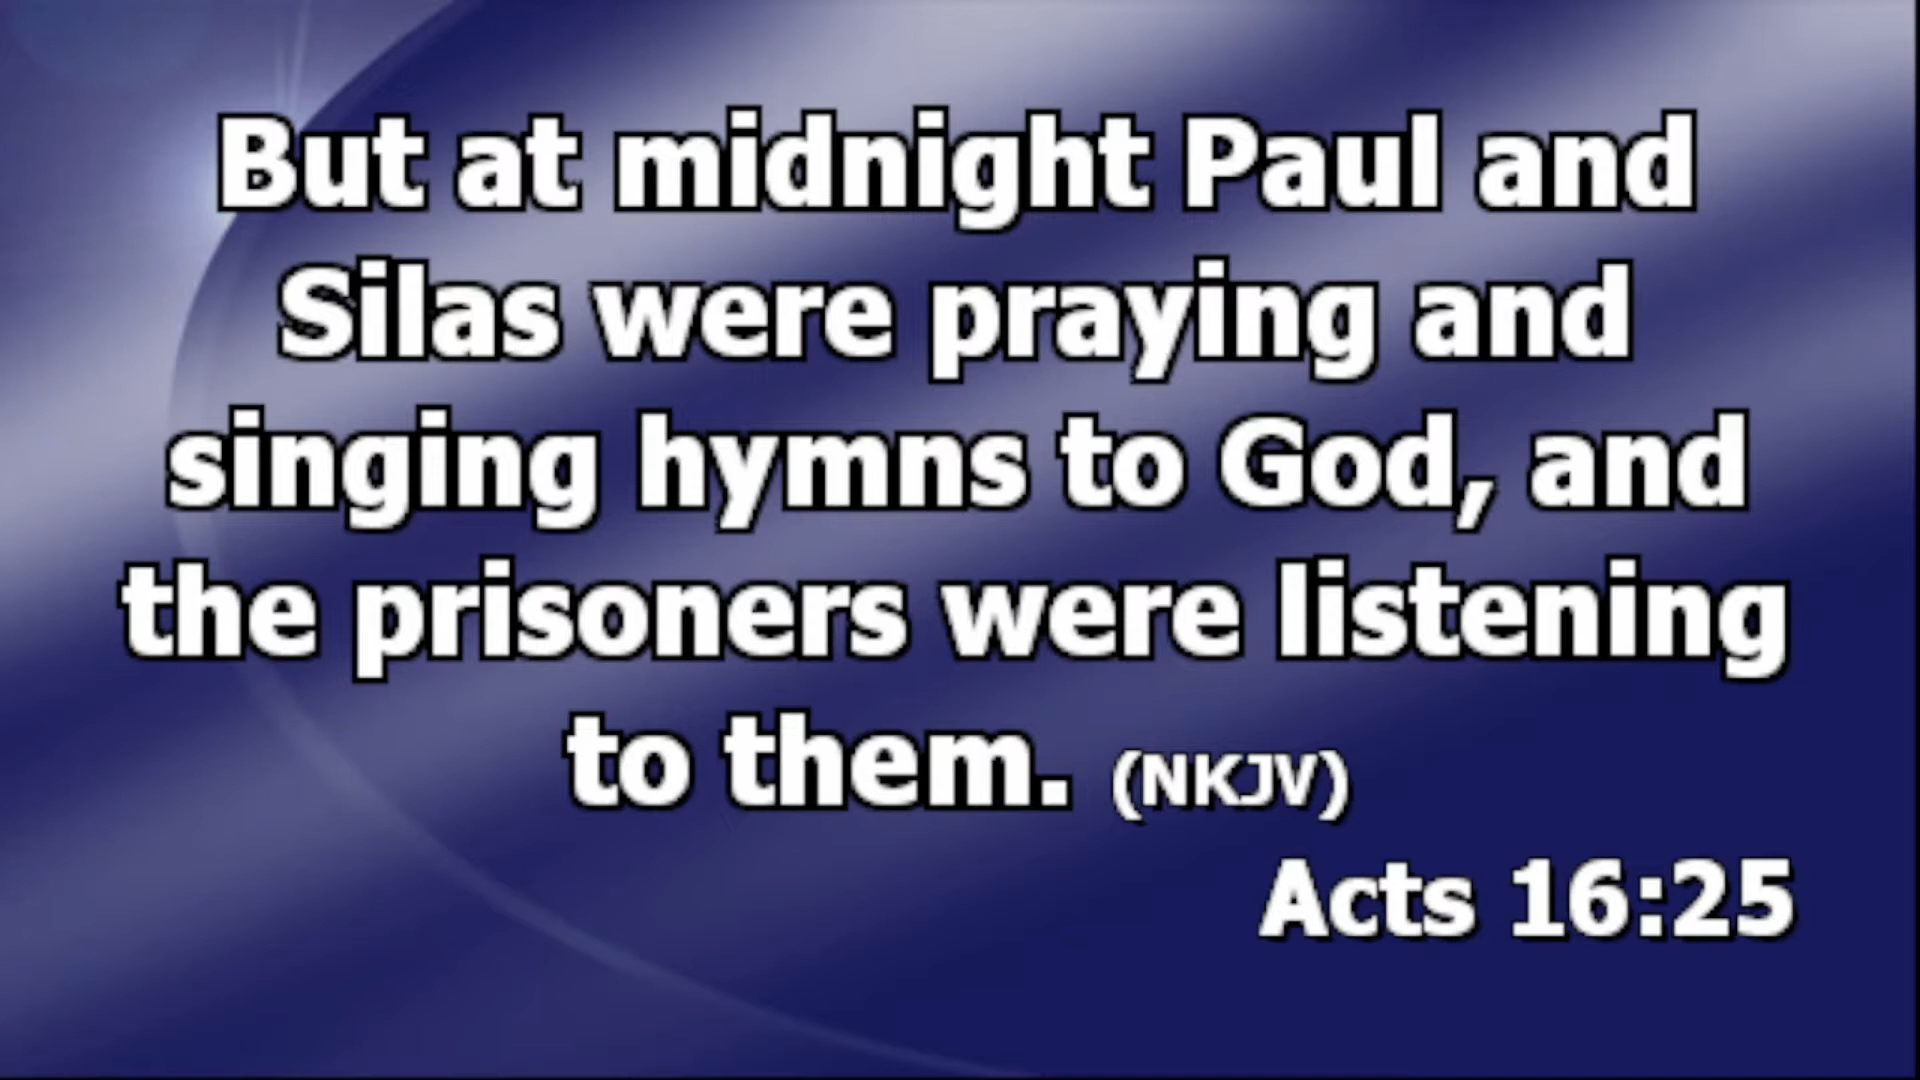 But at midnight Paul and
Silas were praying and
singing hymns to God, and
the prisoners were listening
to them. (NKJV)
Acts 16:25